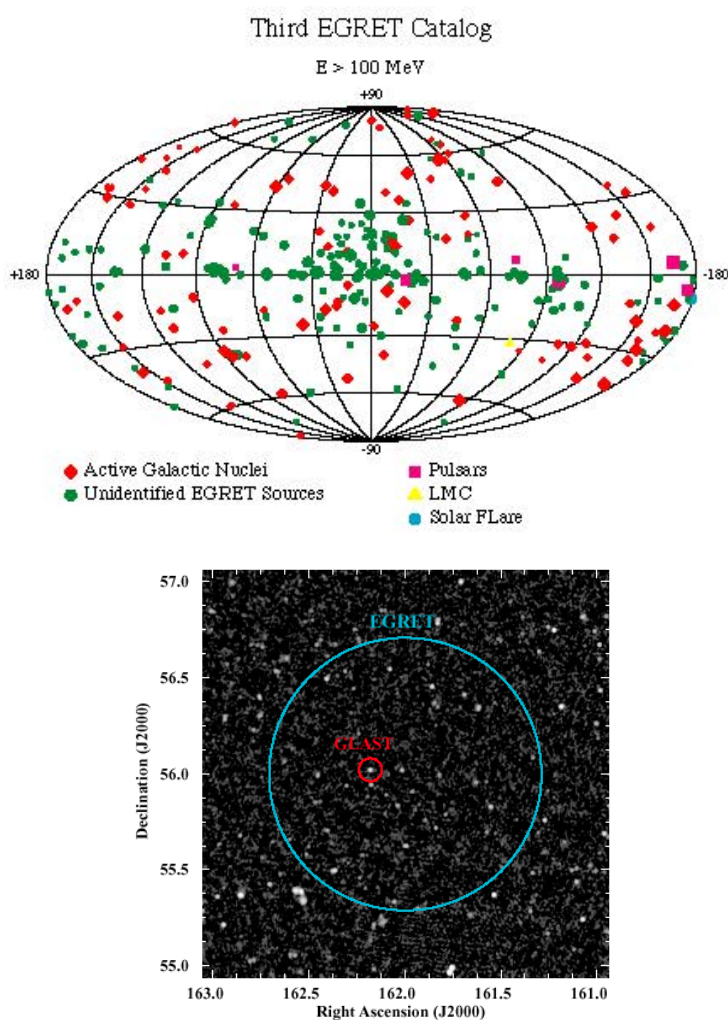 Third EGRET Catalog
E > 100 MeV
+90
+180
-180
-90
Active Galactic Nuclei
Unidentified EGRET Sources
Pulsars
LMC
Solar FLare
57.0
56.5
56.0
55.5
55.0
Declination (J2000)
EGRET
GLAST
163.0 162.5 162.0 161.5 161.0
Right Ascension (J2000)